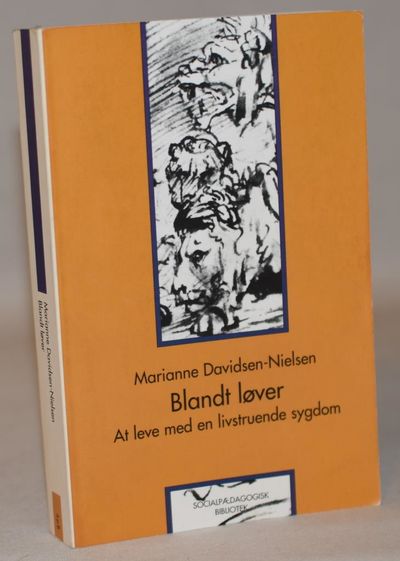 Marianne Davidsen-Nielsen
Blandt løver
At leve med en livstruende sygdom
SOCIALPÆDAGOGISK
BIBLIOTEK
Marianne Davidsen-Nielsen
Blandt løver